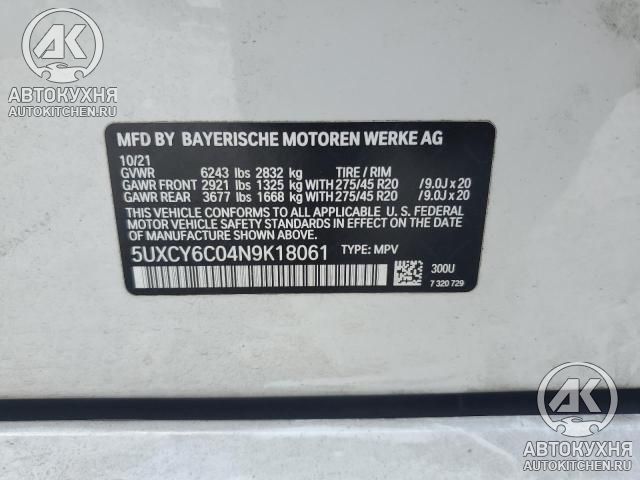 АВТОКУХНЯ
AUTOKITCHEN.RU
MFD BY BAYERISCHE MOTOREN WERKE AG
10/21
GVWR 6243 lbs 2832 kg TIRE / RIM
GAWR FRONT 2921 lbs 1325 kg WITH 275/45 R20 /9.0J x 20
GAWR REAR 3677 lbs 1668 kg WITH 275/45 R20 /9.0J x 20
THIS VEHICLE CONFORMS TO ALL APPLICABLE U. S. FEDERAL
MOTOR VEHICLE SAFETY STANDARDS IN EFFECT ON THE
DATE OF MANUFACTURE SHOWN ABOVE.
5UXCY6C04N9K18061 TYPE: MPV
300U
7 320 729
АК
АВТОКУХНЯ
AUTOKITCHEN.RU